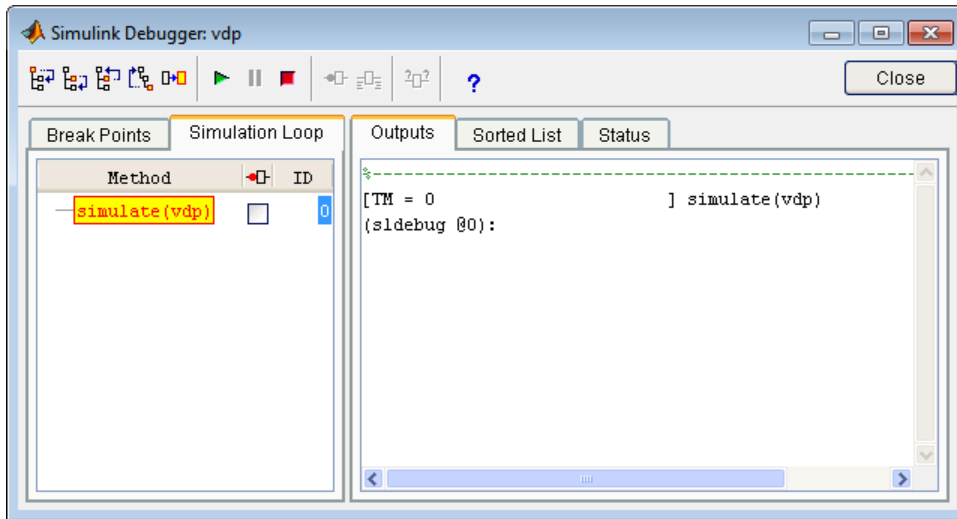 Simulink Debugger: vdp
Close
Break Points
Simulation Loop
Method
ID
simulate(vdp)
0
Outputs
Sorted List
Status
%----------------------------------------------------------------
[TM = 0 ] simulate(vdp)
(sldebug @0):